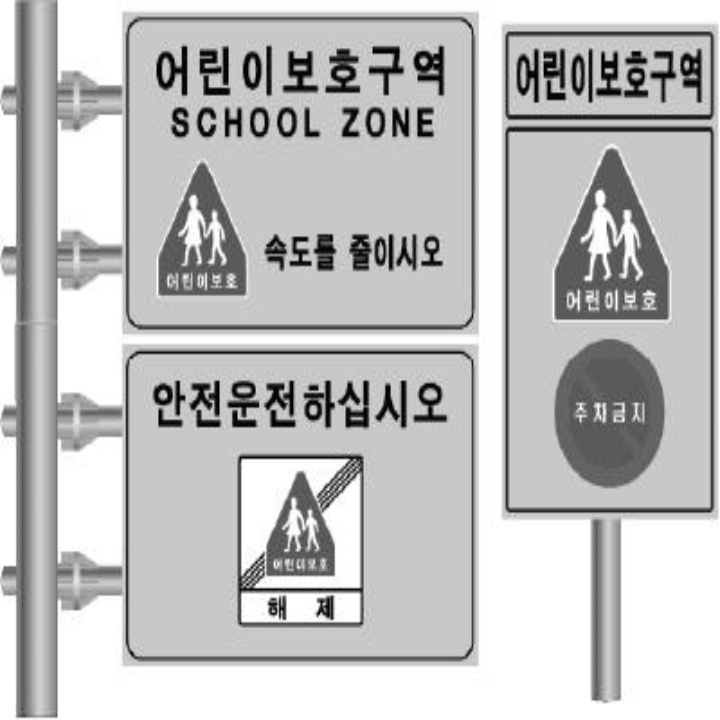 어린이보호구역
SCHOOL ZONE
어린이보호
속도를 줄이시오
안전운전하십시오
어린이보호
해 제
어린이보호구역
어린이보호
주차금지